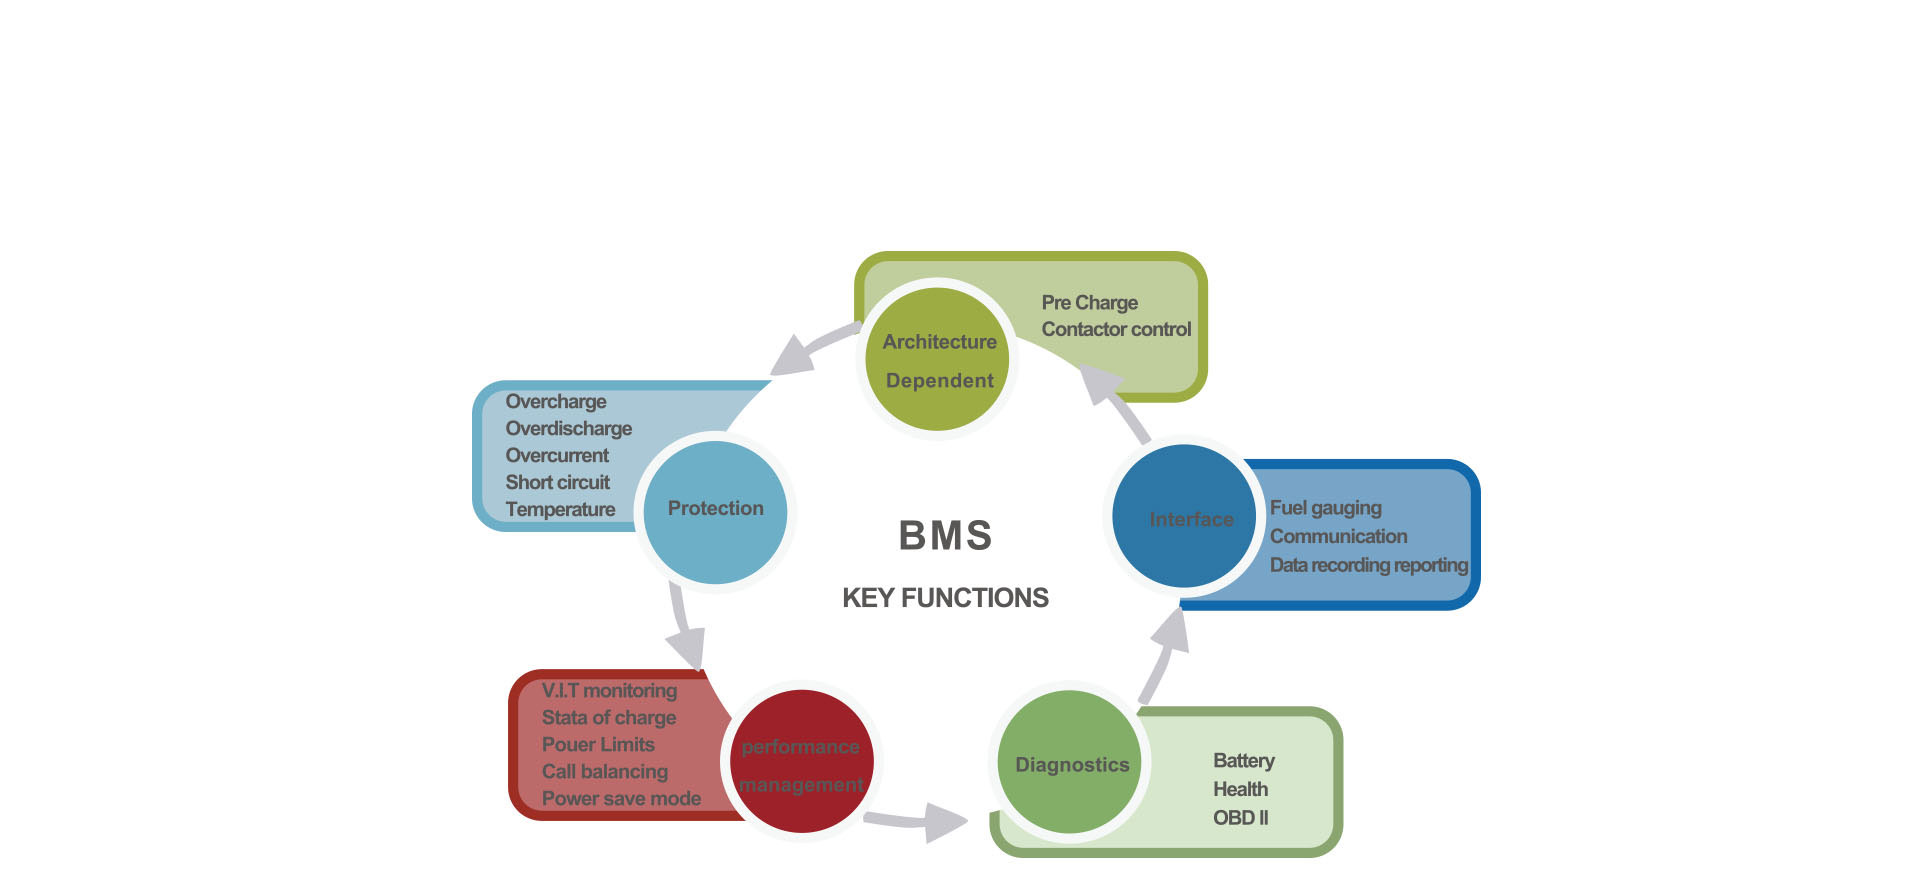 Pre Charge
Contactor control
Architecture
Dependent
Overcharge
Overdischarge
Overcurrent
Short circuit
Temperature
Protection
BMS
KEY FUNCTIONS
Interface
Fuel gauging
Communication
Data recording reporting
V.I.T monitoring
Stata of charge
Pouer Limits
Call balancing
Power save mode
performance
management
Diagnostics
Battery
Health
OBD II